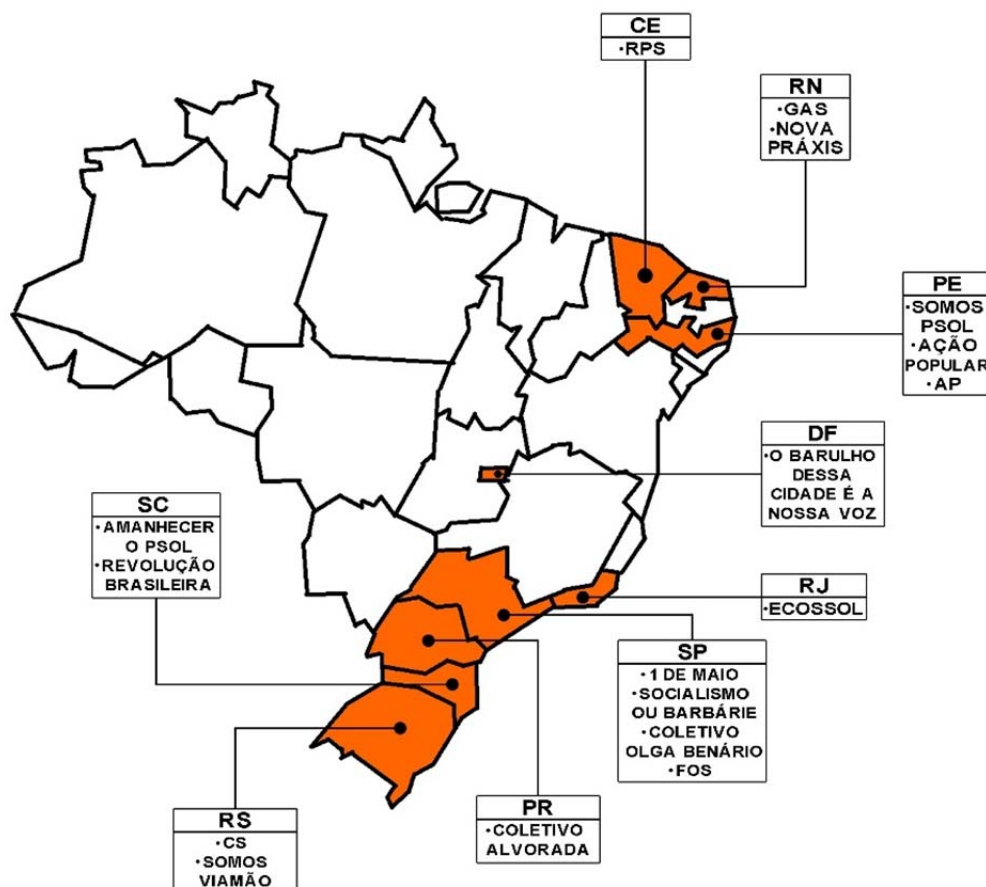 CE
·RPS
RN
·GAS
·NOVA
PRÁXIS
PE
·SOMOS
PSOL
·AÇÃO
POPULAR
·AP
DF
·O BARULHO
DESSA
CIDADE É A
NOSSA VOZ
SC
·AMANHECER
O PSOL
·REVOLUÇÃO
BRASILEIRA
RJ
·ECOSSOL
SP
·1 DE MAIO
·SOCIALISMO
OU BARBÁRIE
·COLETIVO
OLGA BENÁRIO
·FOS
PR
·COLETIVO
ALVORADA
RS
·CS
·SOMOS
VIAMÃO